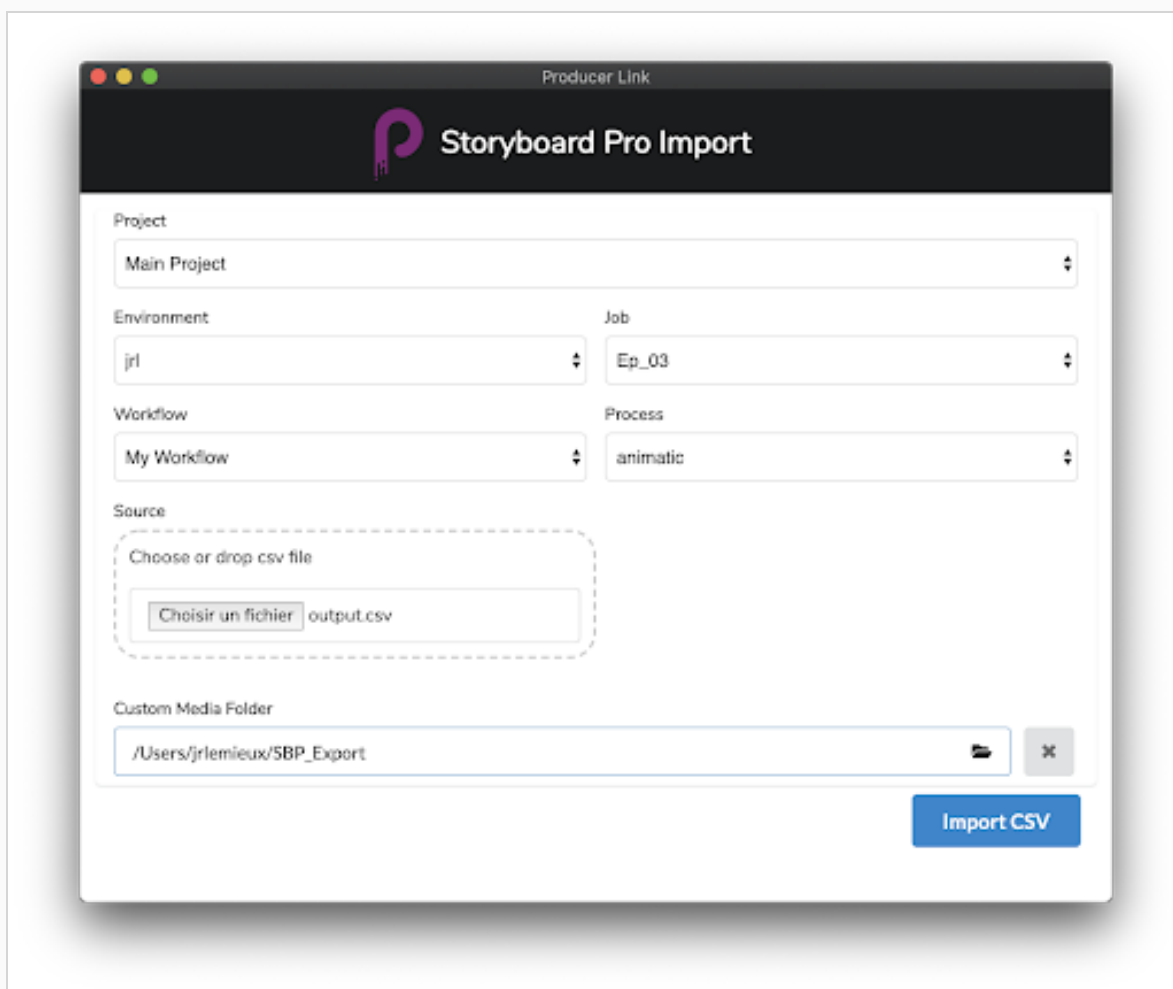 Producer Link
Storyboard Pro Import
Project
Main Project
Environment
Job
jrl
Ep_03
Workflow
Process
My Workflow
animatic
Source
Choose or drop csv file
Choisir un fichier output.csv
Custom Media Folder
/Users/jrlemieux/SBP_Export
Import CSV